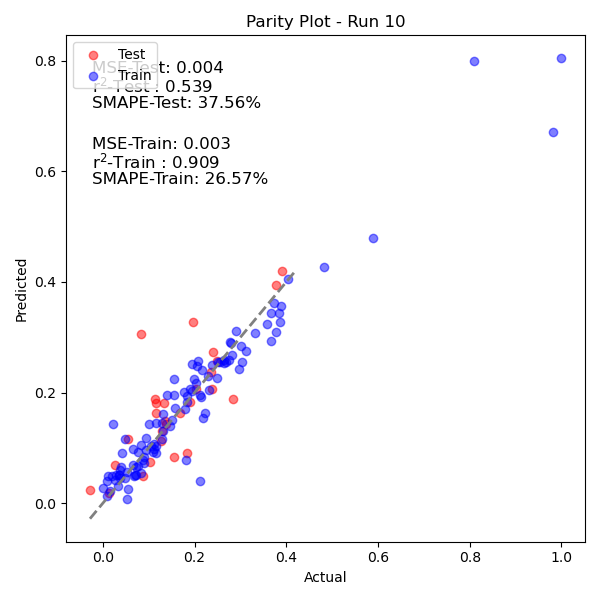 Parity Plot - Run 10
Test
Train
MSE-Test: 0.004
r²-Test : 0.539
SMAPE-Test: 37.56%
MSE-Train: 0.003
r²-Train : 0.909
SMAPE-Train: 26.57%
Predicted
0.8
0.6
0.4
0.2
0.0
0.0 0.2 0.4 0.6 0.8 1.0
Actual